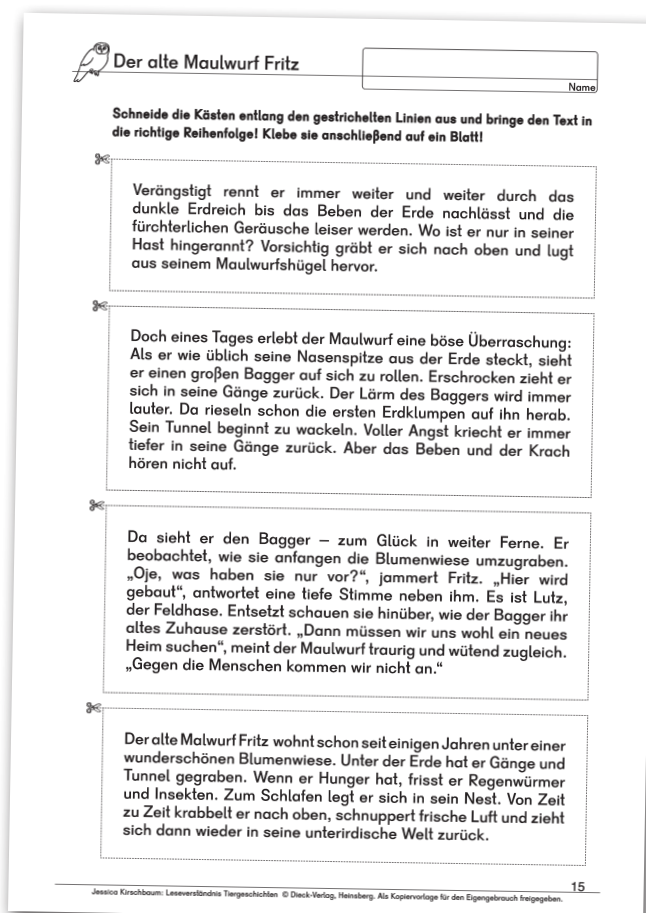 Der alte Maulwurf Fritz
Name
Schneide die Kästen entlang den gestrichelten Linien aus und bringe den Text in
die richtige Reihenfolge! Klebe sie anschließend auf ein Blatt!
Verängstigt rennt er immer weiter und weiter durch das
dunkle Erdreich bis das Beben der Erde nachlässt und die
fürchterlichen Geräusche leiser werden. Wo ist er nur in seiner
Hast hingerannt? Vorsichtig gräbt er sich nach oben und lugt
aus seinem Maulwurfshügel hervor.
Doch eines Tages erlebt der Maulwurf eine böse Überraschung:
Als er wie üblich seine Nasenspitze aus der Erde steckt, sieht
er einen großen Bagger auf sich zu rollen. Erschrocken zieht er
sich in seine Gänge zurück. Der Lärm des Baggers wird immer
lauter. Da rieseln schon die ersten Erdklumpen auf ihn herab.
Sein Tunnel beginnt zu wackeln. Voller Angst kriecht er immer
tiefer in seine Gänge zurück. Aber das Beben und der Krach
hören nicht auf.
Da sieht er den Bagger – zum Glück in weiter Ferne. Er
beobachtet, wie sie anfangen die Blumenwiese umzugraben.
„Oje, was haben sie nur vor?“, jammert Fritz. „Hier wird
gebaut“, antwortet eine tiefe Stimme neben ihm. Es ist Lutz,
der Feldhase. Entsetzt schauen sie hinüber, wie der Bagger ihr
altes Zuhause zerstört. „Dann müssen wir uns wohl ein neues
Heim suchen“, meint der Maulwurf traurig und wütend zugleich.
„Gegen die Menschen kommen wir nicht an.“
Der alte Malwurf Fritz wohnt schon seit einigen Jahren unter einer
wunderschönen Blumenwiese. Unter der Erde hat er Gänge und
Tunnel gegraben. Wenn er Hunger hat, frisst er Regenwürmer
und Insekten. Zum Schlafen legt er sich in sein Nest. Von Zeit
zu Zeit krabbelt er nach oben, schnuppert frische Luft und zieht
sich dann wieder in seine unterirdische Welt zurück.
15
Jessica Kirschbaum: Leseverständnis Tiergeschichten © Dieck-Verlag, Heinsberg. Als Kopiervorlage für den Eigengebrauch freigegeben.